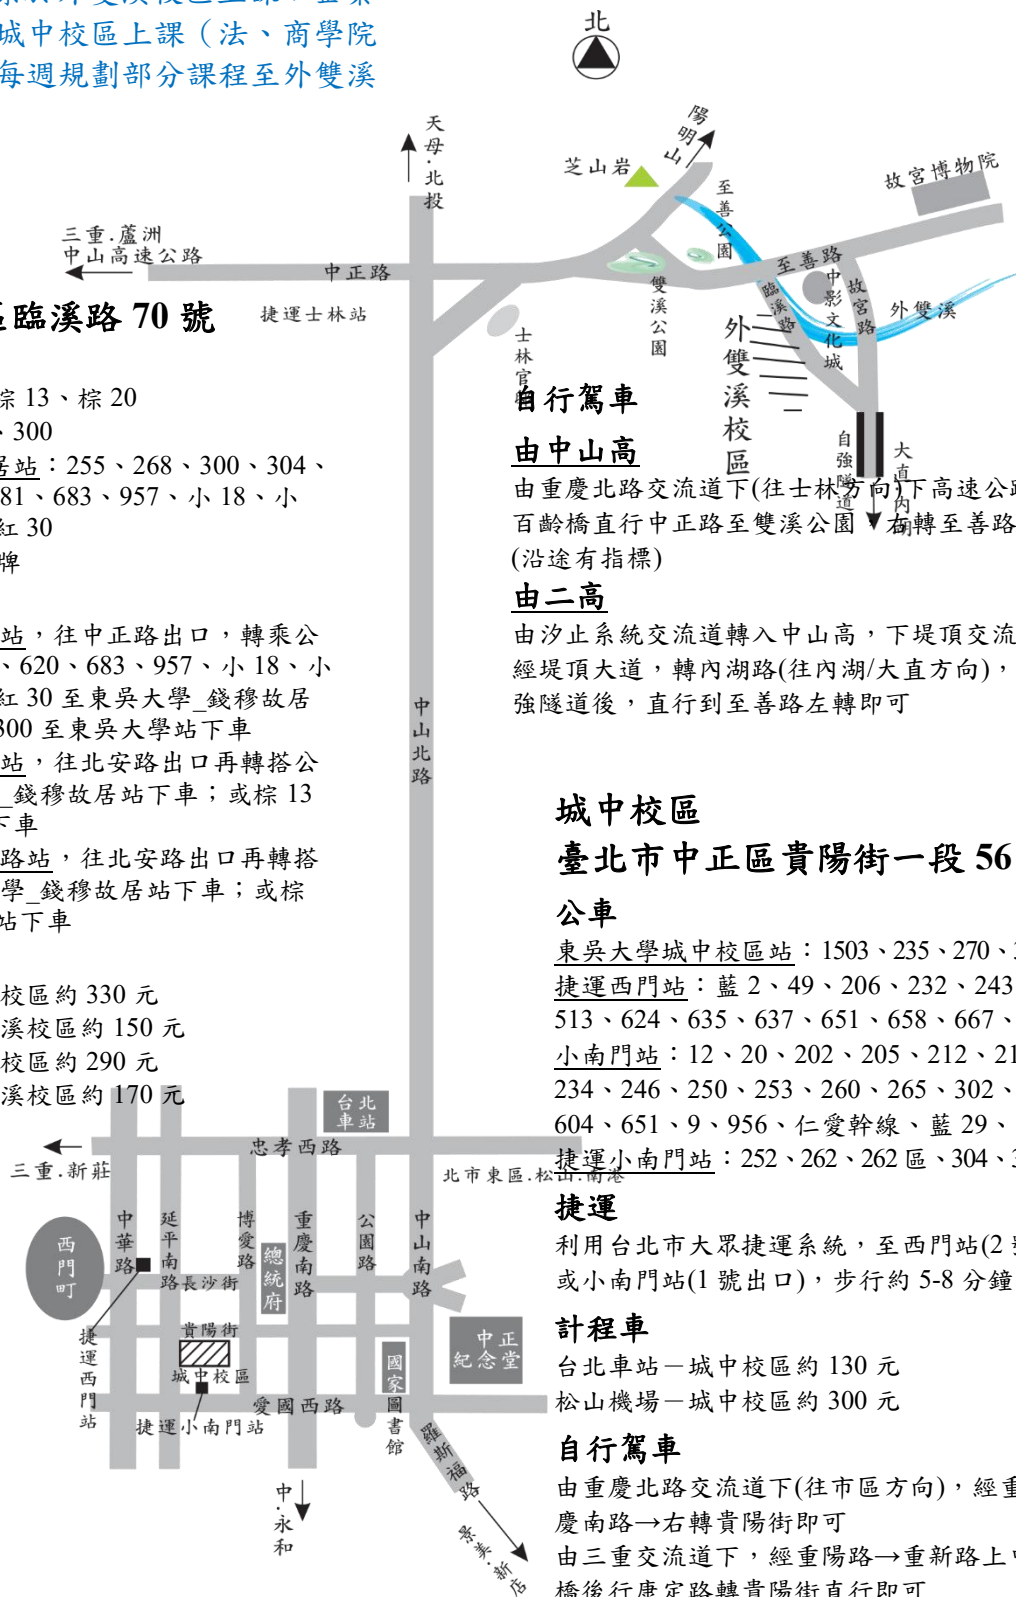 城中校區上課（法、商學院
每週規劃部分課程至外雙溪
北
天母．北投
陽明山
芝山岩
至善公園
故宮博物院
三重．蘆洲
中山高速公路
中正路
至善路
雙溪公園
臨溪路
中影文化城
故宮路
外雙溪
捷運士林站
士林官
外雙溪校區
自強隧道
大直內湖
區臨溪路 70 號
棕 13、棕 20
、300
居站：255、268、300、304、
81、683、957、小 18、小
紅 30
牌
站，往中正路出口，轉乘公
、620、683、957、小 18、小
紅 30 至東吳大學_錢穆故居
300 至東吳大學站下車
站，往北安路出口再轉搭公
_錢穆故居站下車；或棕 13
下車
路站，往北安路出口再轉搭
學_錢穆故居站下車；或棕
站下車
校區約 330 元
溪校區約 150 元
校區約 290 元
溪校區約 170 元
自行駕車
由中山高
由重慶北路交流道下(往士林方向)下高速公路
百齡橋直行中正路至雙溪公園，右轉至善路
(沿途有指標)
由二高
由汐止系統交流道轉入中山高，下堤頂交流
經堤頂大道，轉內湖路(往內湖/大直方向)，
強隧道後，直行到至善路左轉即可
中山北路
城中校區
臺北市中正區貴陽街一段 56
公車
東吳大學城中校區站：1503、235、270、
捷運西門站：藍 2、49、206、232、243
513、624、635、637、651、658、667、
小南門站：12、20、202、205、212、21
234、246、250、253、260、265、302、
604、651、9、956、仁愛幹線、藍 29、
捷運小南門站：252、262、262 區、304、3
捷運
利用台北市大眾捷運系統，至西門站(2 號
或小南門站(1 號出口)，步行約 5-8 分鐘
計程車
台北車站－城中校區約 130 元
松山機場－城中校區約 300 元
自行駕車
由重慶北路交流道下(往市區方向)，經重
慶南路→右轉貴陽街即可
由三重交流道下，經重陽路→重新路上中
橋後行康定路轉貴陽街直行即可
台北車站
忠孝西路
三重．新莊
北市東區．松山．南港
西門町
中華路
延平南路
博愛路
總統府
重慶南路
公園路
中山南路
長沙街
貴陽街
捷運西門站
城中校區
捷運小南門站
愛國西路
國家圖書館
中正紀念堂
羅斯福路
中．永和
景美．新店